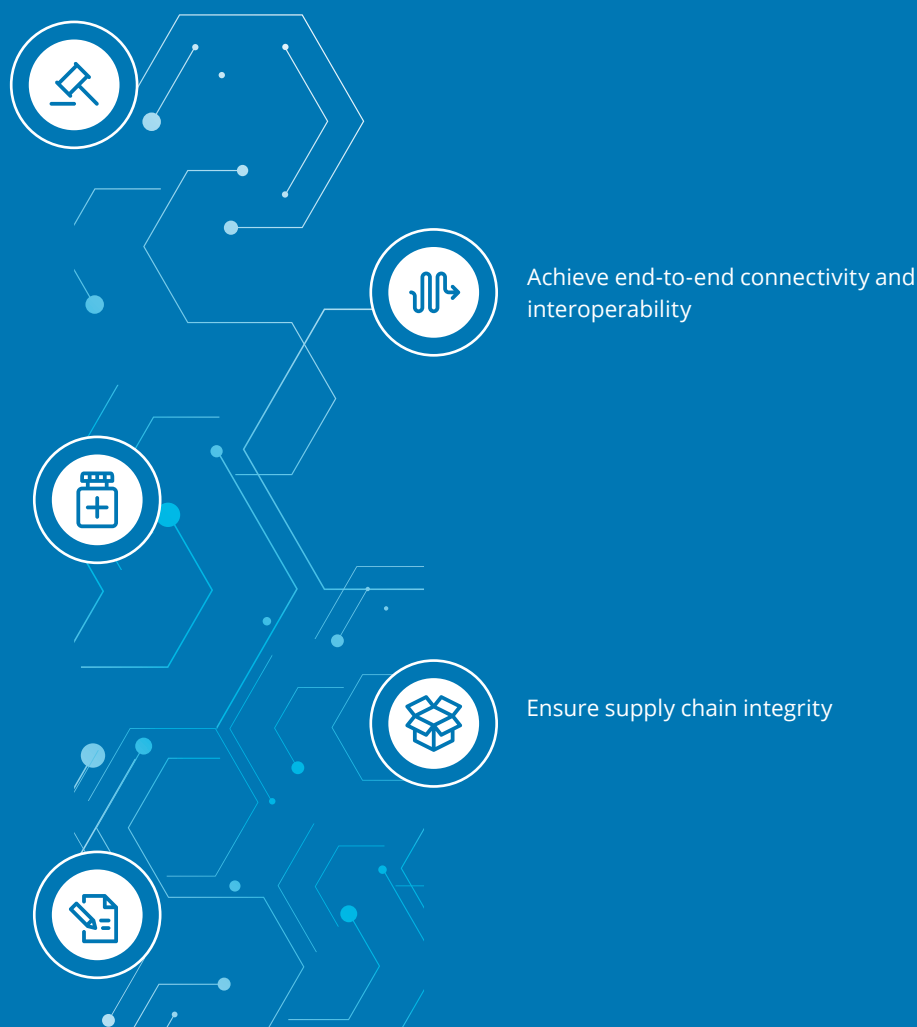 Achieve end-to-end connectivity and
interoperability
Ensure supply chain integrity